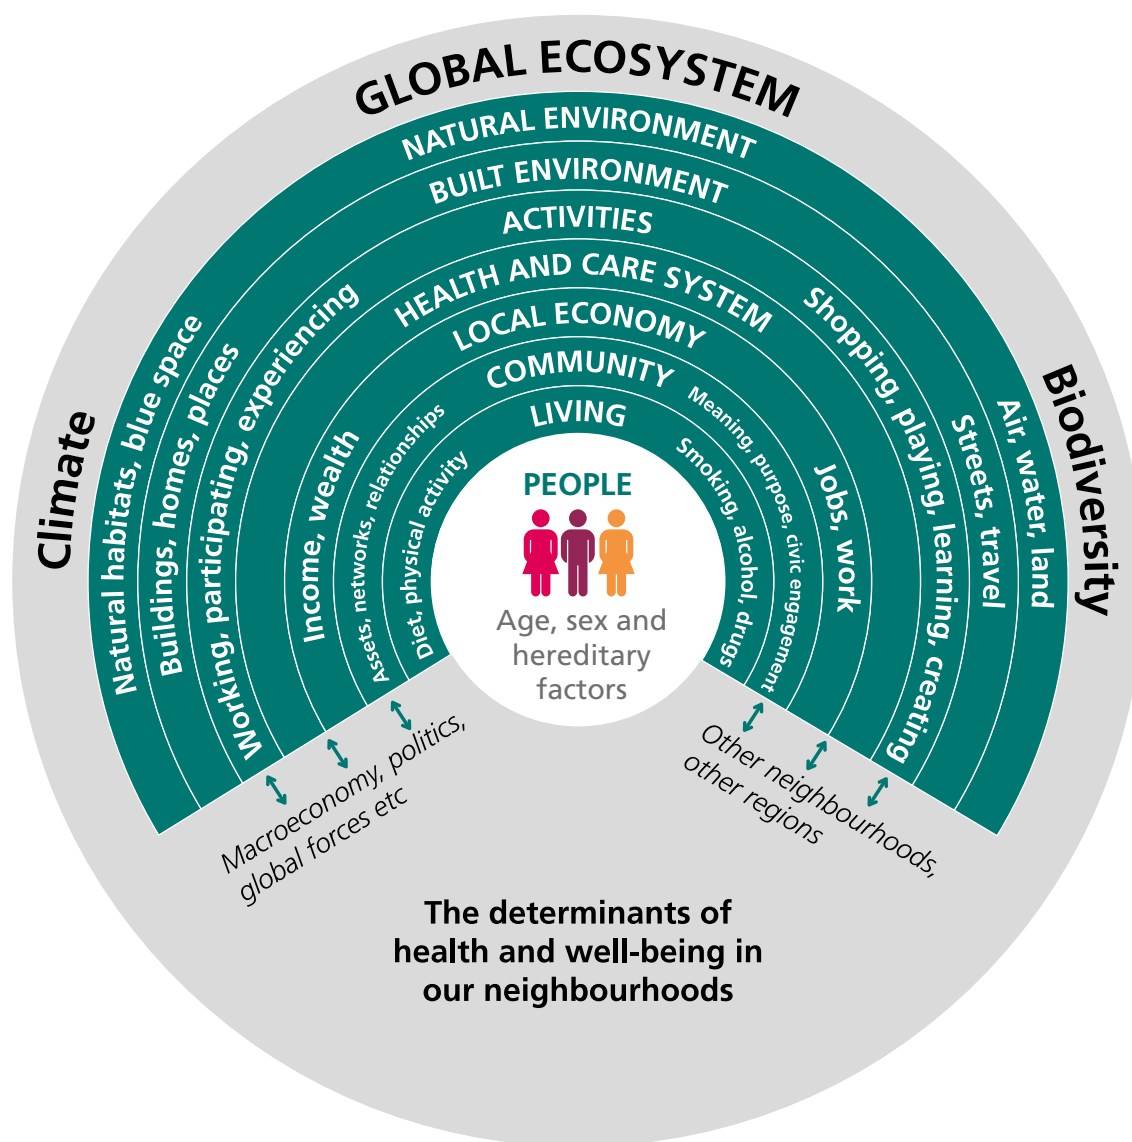 GLOBAL ECOSYSTEM
Climate
Biodiversity
NATURAL ENVIRONMENT
Natural habitats, blue space
Air, water, land
BUILT ENVIRONMENT
Buildings, homes, places
Streets, travel
ACTIVITIES
Working, participating, experiencing
Shopping, playing, learning, creating
HEALTH AND CARE SYSTEM
LOCAL ECONOMY
Income, wealth
Jobs, work
COMMUNITY
Assets, networks, relationships
Meaning, purpose, civic engagement
LIVING
Diet, physical activity
Smoking, alcohol, drugs
PEOPLE
Age, sex and
hereditary
factors
Macroeconomy, politics,
global forces etc
Other neighbourhoods,
other regions
The determinants of
health and well-being in
our neighbourhoods